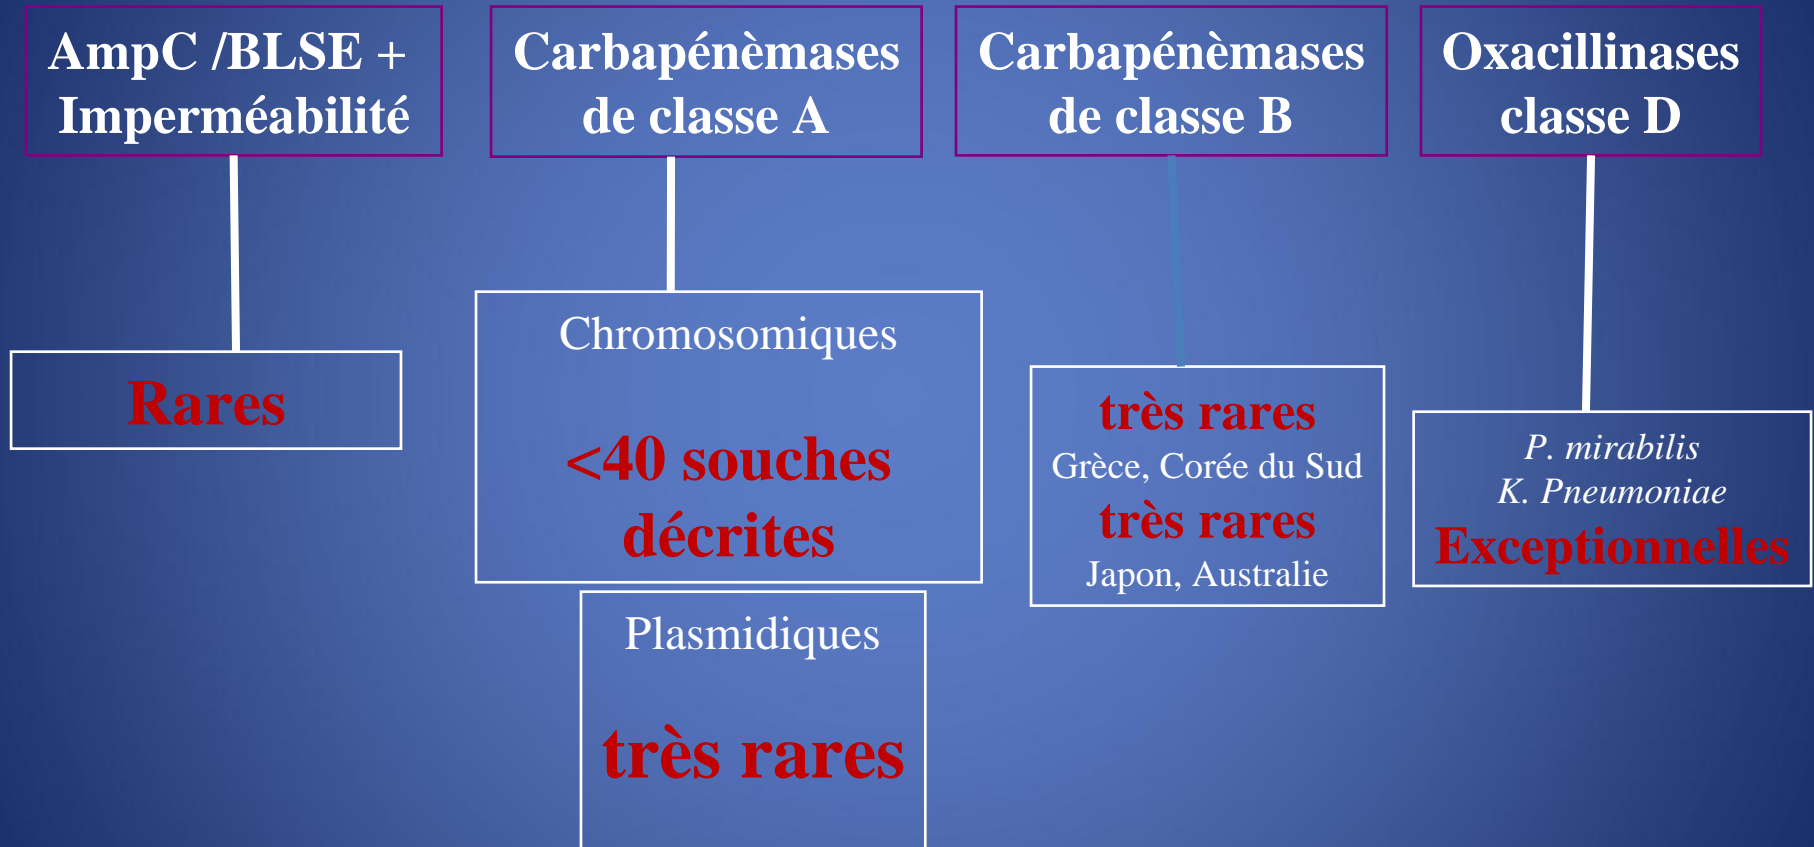 AmpC /BLSE +
Imperméabilité
Carbapénèmases
de classe A
Carbapénèmases
de classe B
Oxacillinases
classe D
Rares
Chromosomiques
<40 souches
décrites
Plasmidiques
très rares
très rares
Grèce, Corée du Sud
très rares
Japon, Australie
P. mirabilis
K. Pneumoniae
Exceptionnelles